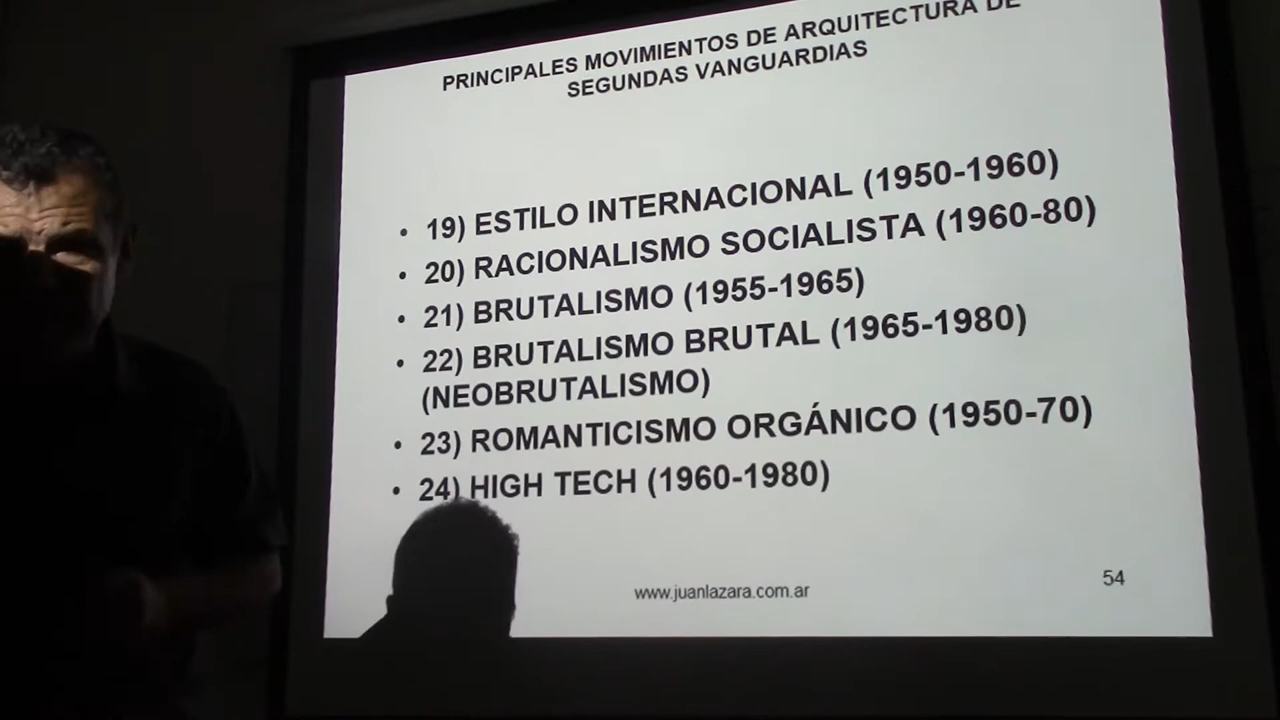 PRINCIPALES MOVIMIENTOS DE ARQUITECTURA DE
SEGUNDAS VANGUARDIAS
• 19) ESTILO INTERNACIONAL (1950-1960)
• 20) RACIONALISMO SOCIALISTA (1960-80)
• 21) BRUTALISMO (1955-1965)
• 22) BRUTALISMO BRUTAL (1965-1980)
(NEOBRUTALISMO)
• 23) ROMANTICISMO ORGÁNICO (1950-70)
• 24) HIGH TECH (1960-1980)
www.juanlazara.com.ar
54